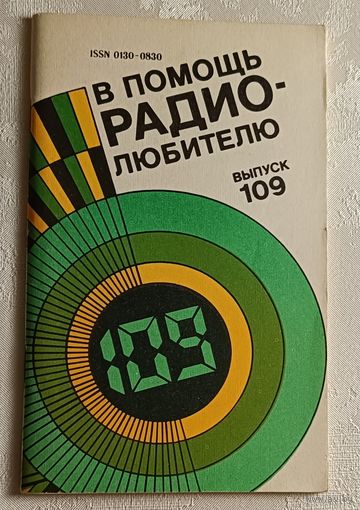 ISSN 0130-0830
В ПОМОЩЬ
РАДИО-
ЛЮБИТЕЛЮ
ВЫПУСК
109
109